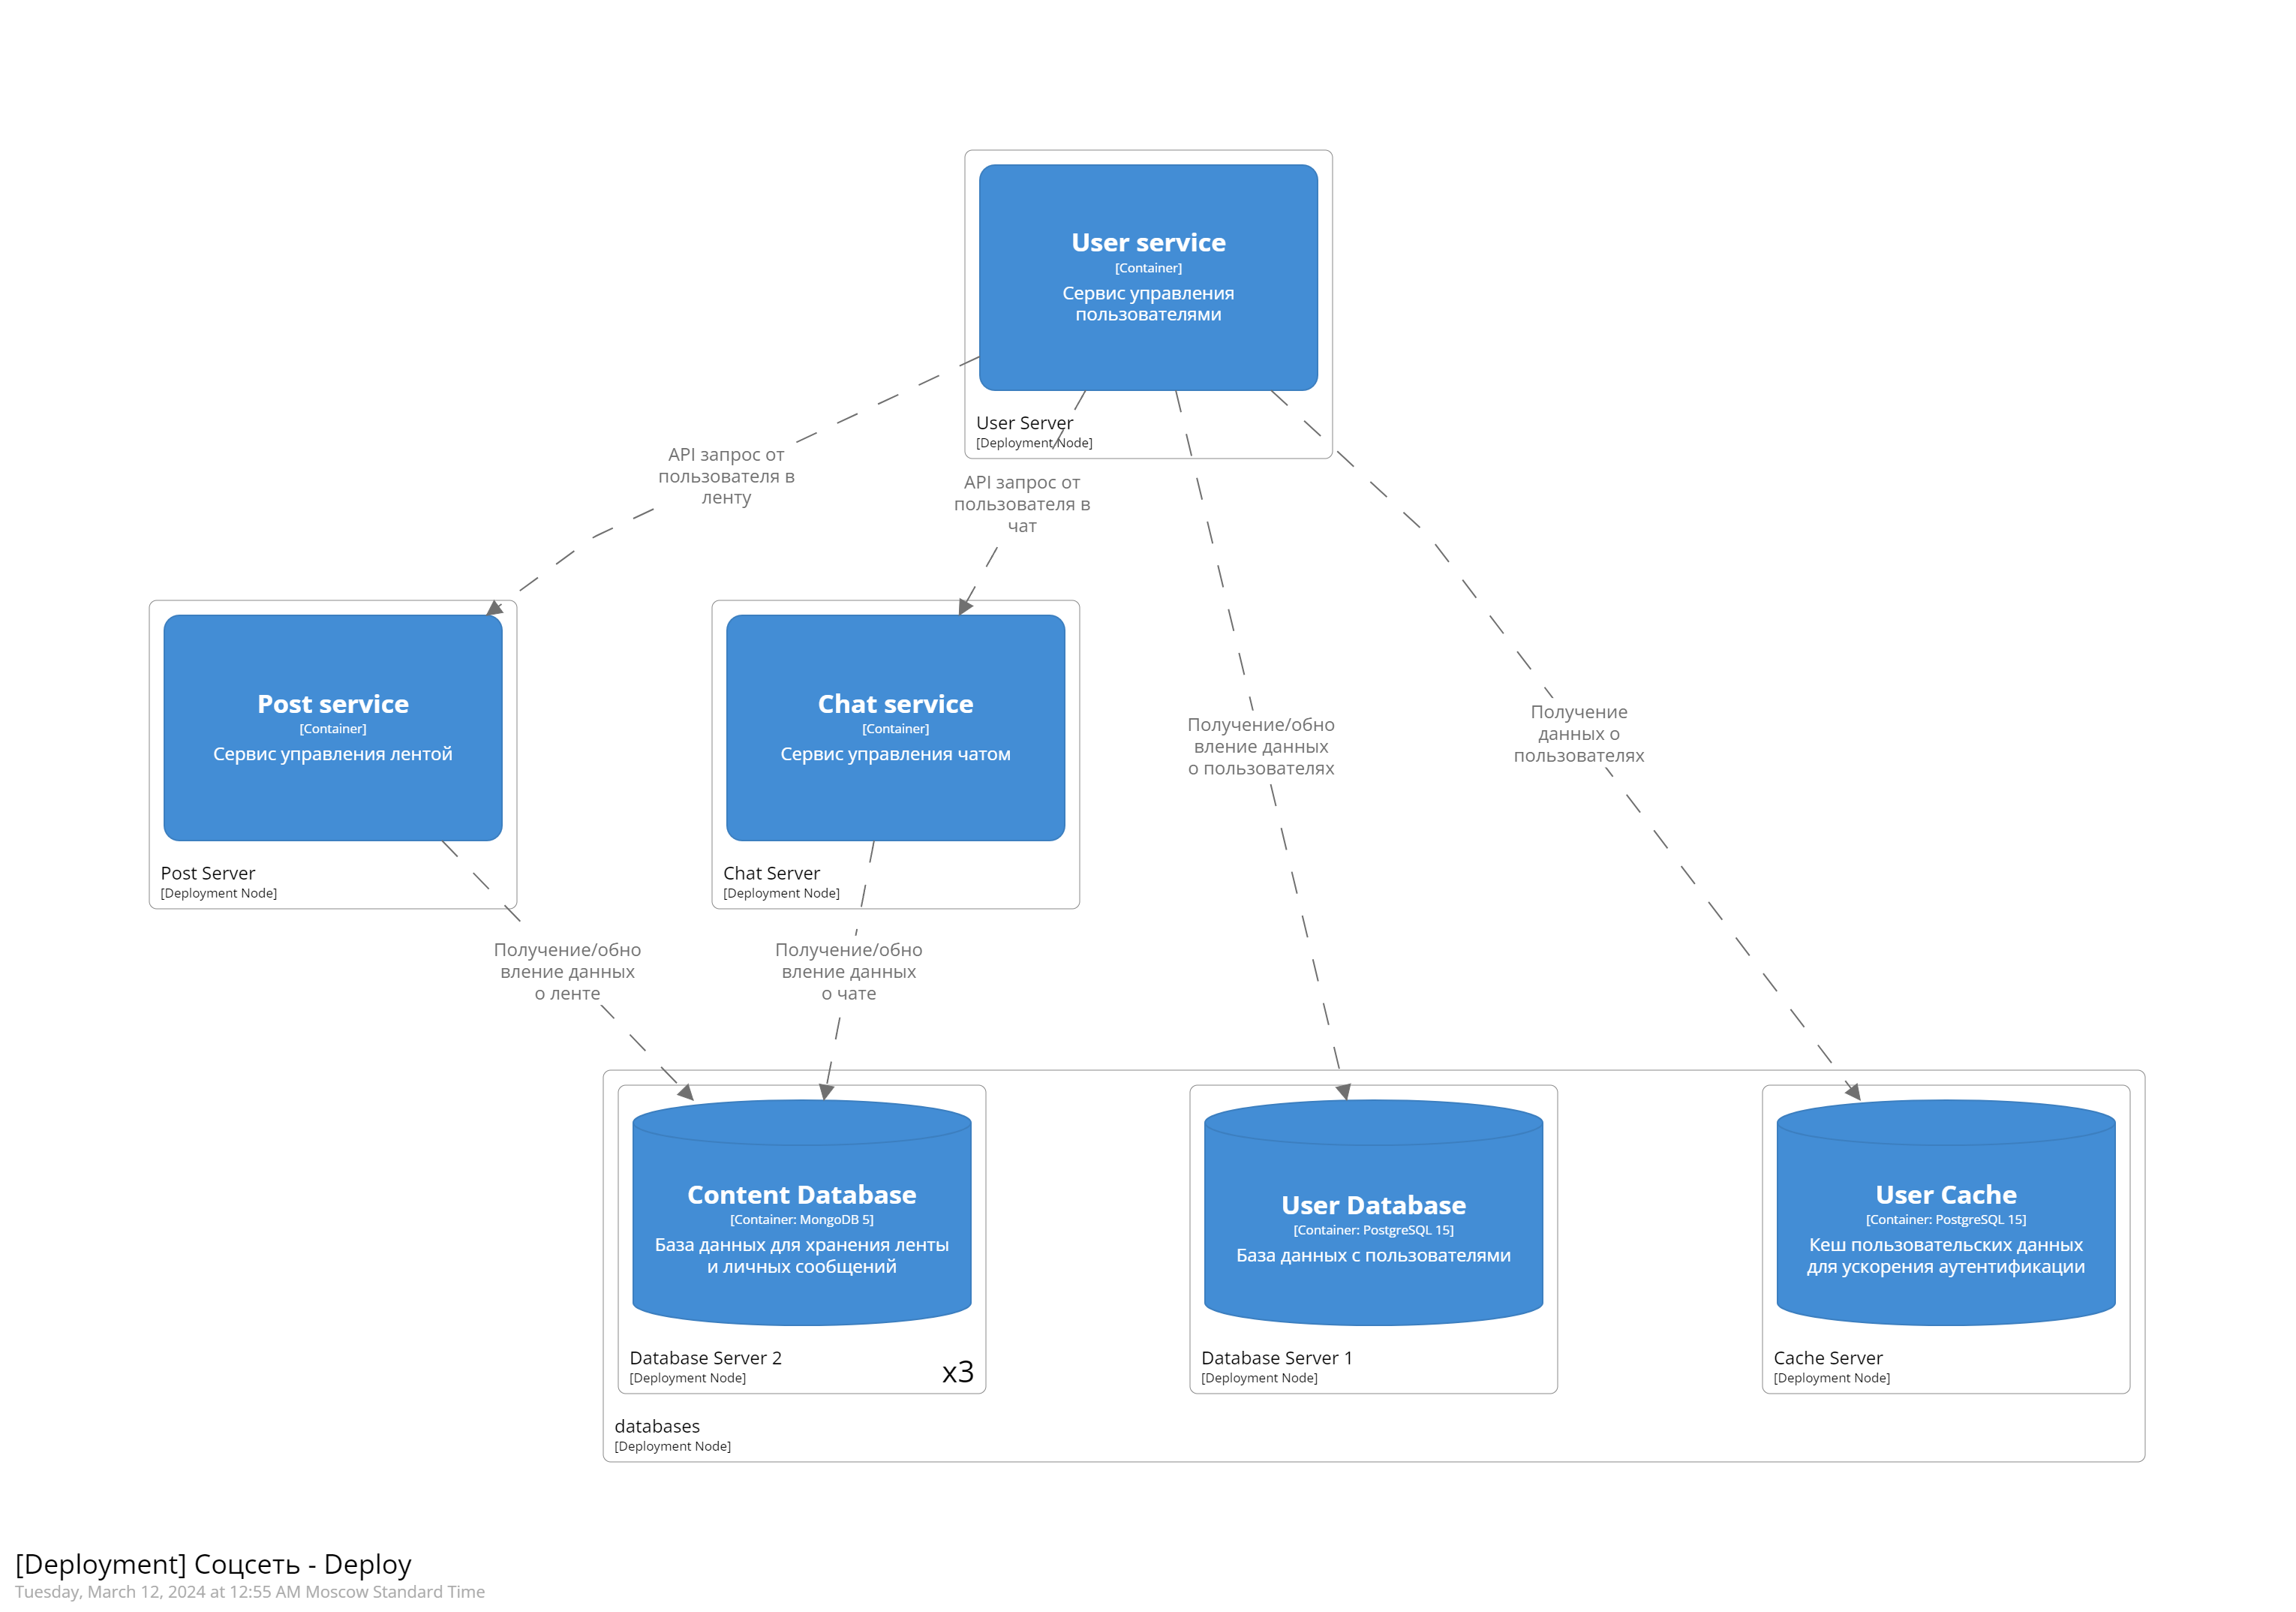 User service
[Container]
Сервис управления
пользователями
User Server
[Deployment Node]
API запрос от
пользователя в
ленту
API запрос от
пользователя в
чат
Post service
[Container]
Сервис управления лентой
Post Server
[Deployment Node]
Chat service
[Container]
Сервис управления чатом
Chat Server
[Deployment Node]
Получение/обно
вление данных
о пользователях
Получение
данных о
пользователях
Получение/обно
вление данных
о ленте
Получение/обно
вление данных
о чате
Content Database
[Container: MongoDB 5]
База данных для хранения ленты
и личных сообщений
Database Server 2
[Deployment Node]
x3
User Database
[Container: PostgreSQL 15]
База данных с пользователями
Database Server 1
[Deployment Node]
User Cache
[Container: PostgreSQL 15]
Кеш пользовательских данных
для ускорения аутентификации
Cache Server
[Deployment Node]
databases
[Deployment Node]
[Deployment] Соцсеть - Deploy
Tuesday, March 12, 2024 at 12:55 AM Moscow Standard Time